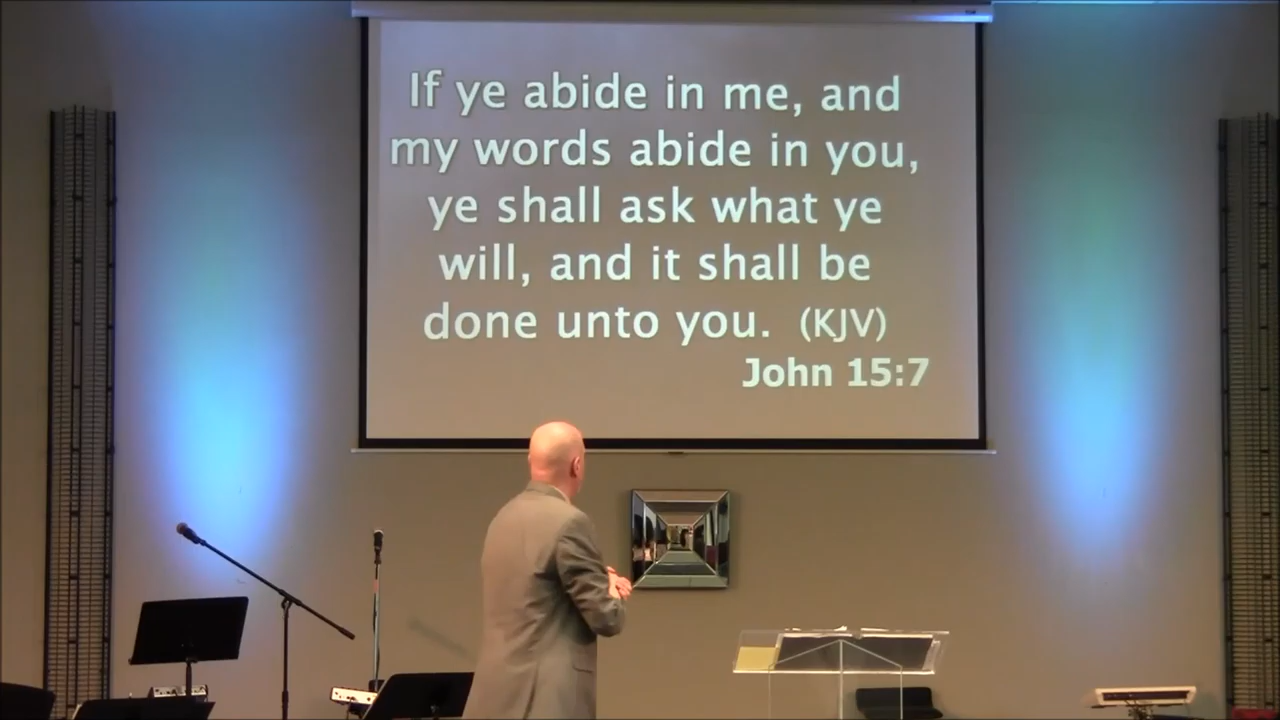 If ye abide in me, and
my words abide in you,
ye shall ask what ye
will, and it shall be
done unto you. (KJV)
John 15:7